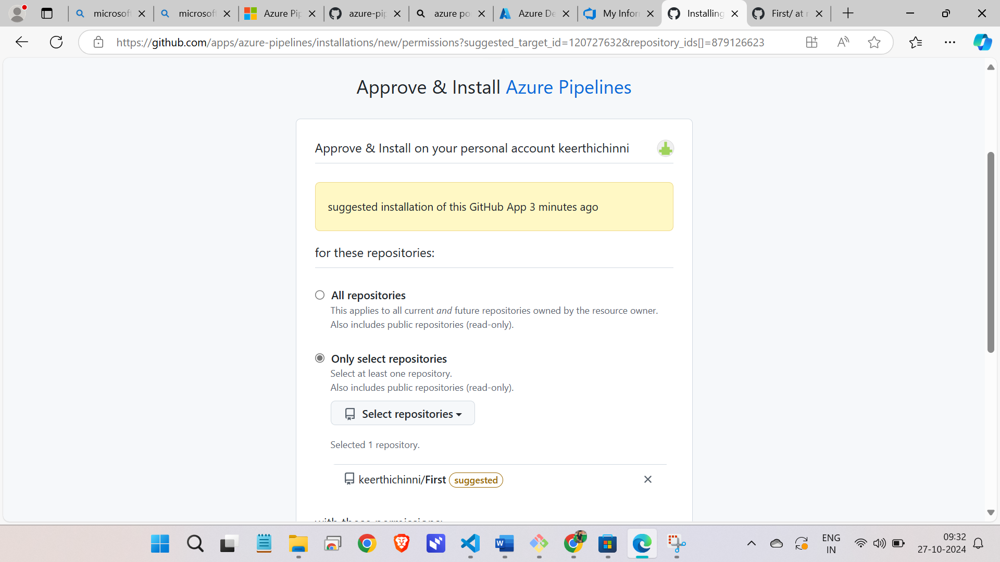 microsof
microsof
Azure Pip
azure-pip
azure po
Azure De
My Infor
Installing
First/ at r
https://github.com/apps/azure-pipelines/installations/new/permissions?suggested_target_id=120727632&repository_ids[]=879126623
Approve & Install Azure Pipelines
Approve & Install on your personal account keerthichinni
suggested installation of this GitHub App 3 minutes ago
for these repositories:
All repositories
This applies to all current and future repositories owned by the resource owner.
Also includes public repositories (read-only).
Only select repositories
Select at least one repository.
Also includes public repositories (read-only).
Select repositories
Selected 1 repository.
keerthichinni/First suggested
with these permissions:
ENG
IN
09:32
27-10-2024